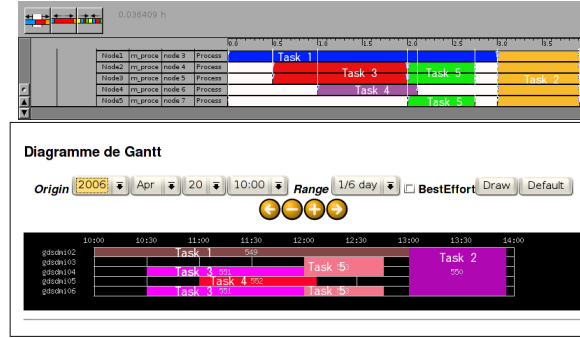 0.036409 h
0.0 0.5 1.0 1.5 2.0 2.5 3.0 3.5
Node1 m_proce node 3 Process Task 1
Node2 m_proce node 4 Process
Task 3 Task 5
Node3 m_proce node 5 Process Task 2
Node4 m_proce node 6 Process Task 4
Node5 m_proce node 7 Process Task 5
Diagramme de Gantt
Origin 2006 Apr 20 10:00 Range 1/6 day BestEffort Draw Default
10:00 10:30 11:00 11:30 12:00 12:30 13:00 13:30 14:00
gdsdmi02 Task 1 549
Task 2
gdsdmi03 Task 5
gdsdmi04 Task 3 551 550
gdsdmi05 Task 4 552
gdsdmi06 Task 3 551 Task 5